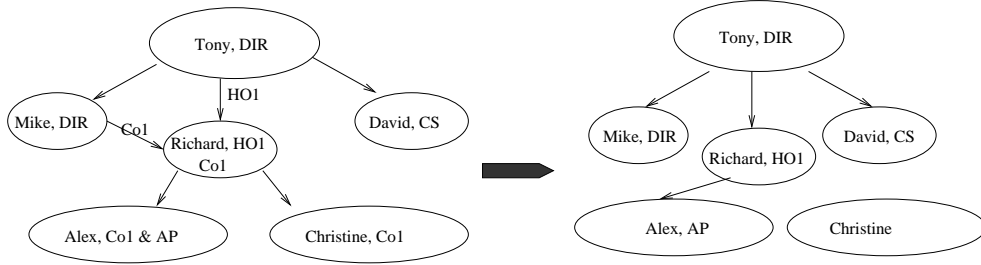 Tony, DIR
HO1
Mike, DIR
Co1
David, CS
Richard, HO1
Co1
Alex, Co1 & AP
Christine, Co1
Tony, DIR
Mike, DIR
David, CS
Richard, HO1
Alex, AP
Christine